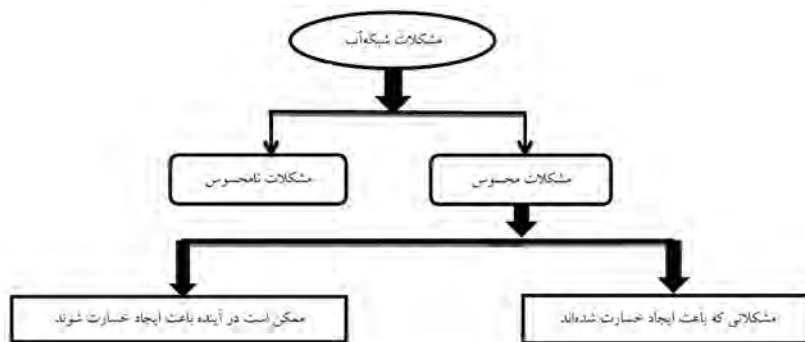 مشکلات شبکه‌آب
مشکلات محسوس
مشکلات نامحسوس
مشکلاتی که باعث ایجاد خسارت شده‌اند
ممکن است در آینده باعث ایجاد خسارت شوند